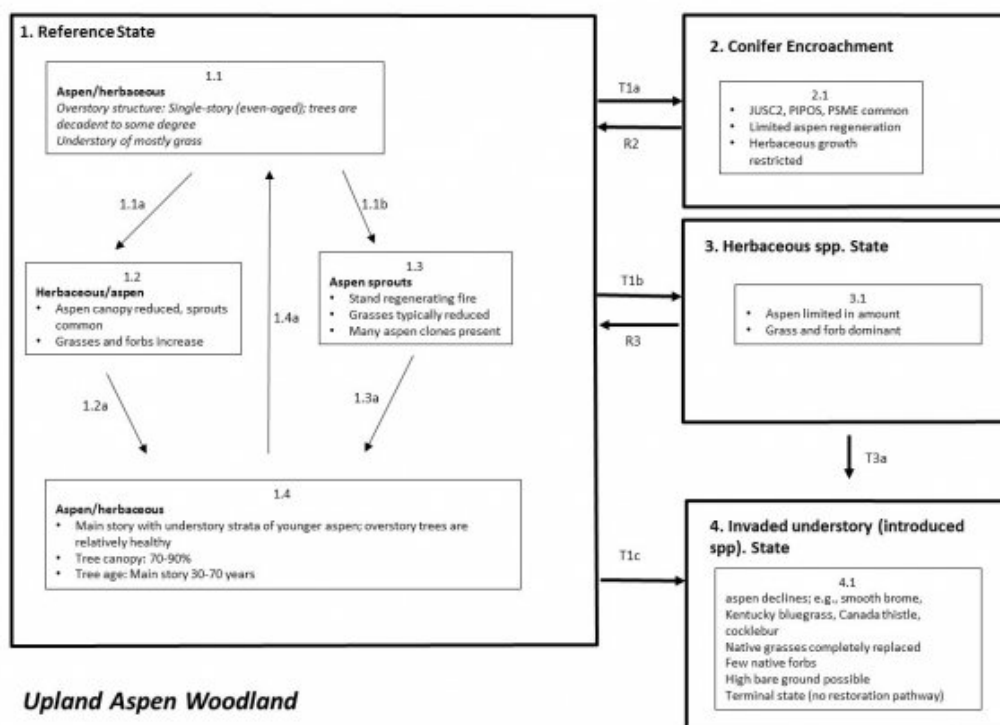 1. Reference State
1.1
Aspen/herbaceous
Overstory structure: Single-story (even-aged); trees are
decadent to some degree
Understory of mostly grass
1.1a
1.1b
1.2
Herbaceous/aspen
• Aspen canopy reduced, sprouts
common
• Grasses and forbs increase
1.4a
1.3
Aspen sprouts
• Stand regenerating fire
• Grasses typically reduced
• Many aspen clones present
1.2a
1.3a
1.4
Aspen/herbaceous
• Main story with understory strata of younger aspen; overstory trees are
relatively healthy
• Tree canopy: 70-90%
• Tree age: Main story 30-70 years
T1a
R2
2. Conifer Encroachment
2.1
• JUSC2, PIPOS, PSME common
• Limited aspen regeneration
• Herbaceous growth
restricted
T1b
R3
3. Herbaceous spp. State
3.1
• Aspen limited in amount
• Grass and forb dominant
T3a
T1c
4. Invaded understory (introduced
spp). State
4.1
aspen declines; e.g., smooth brome,
Kentucky bluegrass, Canada thistle,
cocklebur
Native grasses completely replaced
Few native forbs
High bare ground possible
Terminal state (no restoration pathway)
Upland Aspen Woodland